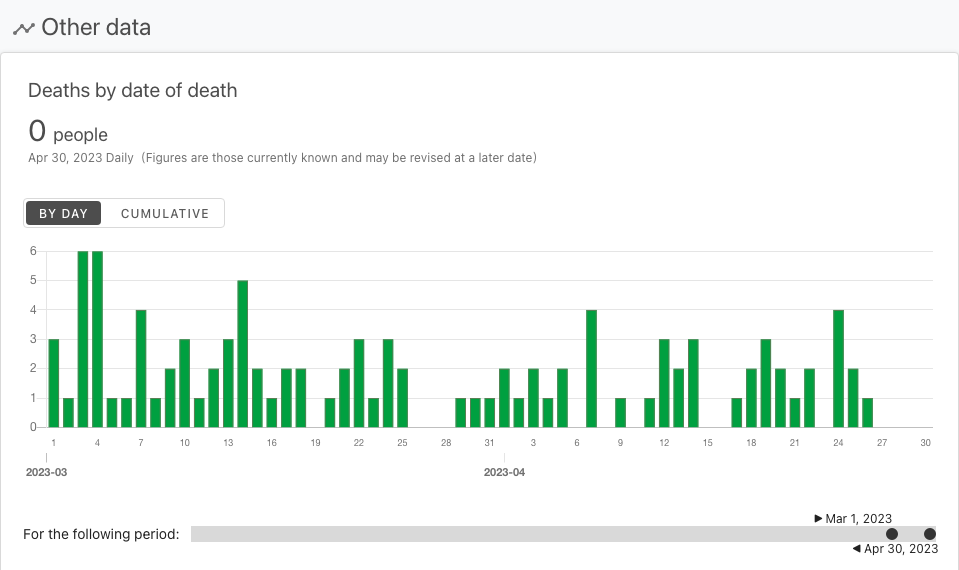 Other data
Deaths by date of death
0 people
Apr 30, 2023 Daily (Figures are those currently known and may be revised at a later date)
BY DAY CUMULATIVE
6
5
4
3
2
1
0
1 4 7 10 13 16 19 22 25 28 31 3 6 9 12 15 18 21 24 27 30
2023-03 2023-04
Mar 1, 2023
For the following period:
Apr 30, 2023